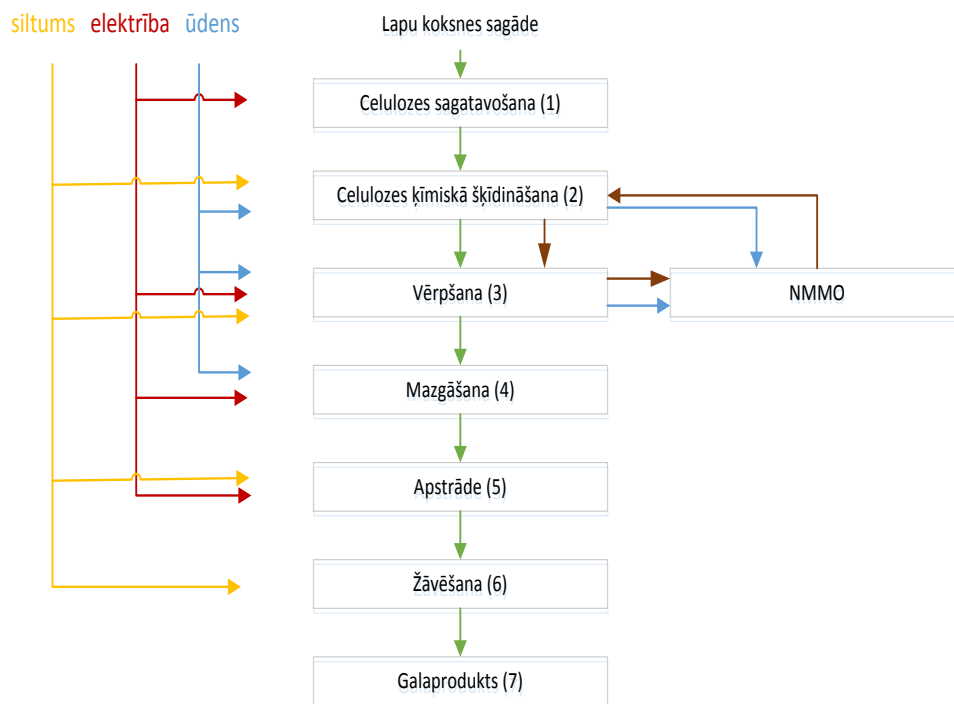 siltums elektrība ūdens
Lapu koksnes sagāde
Celulozes sagatavošana (1)
Celulozes ķīmiskā šķīdināšana (2)
Vērpšana (3)
NMMO
Mazgāšana (4)
Apstrāde (5)
Žāvēšana (6)
Galaprodukts (7)